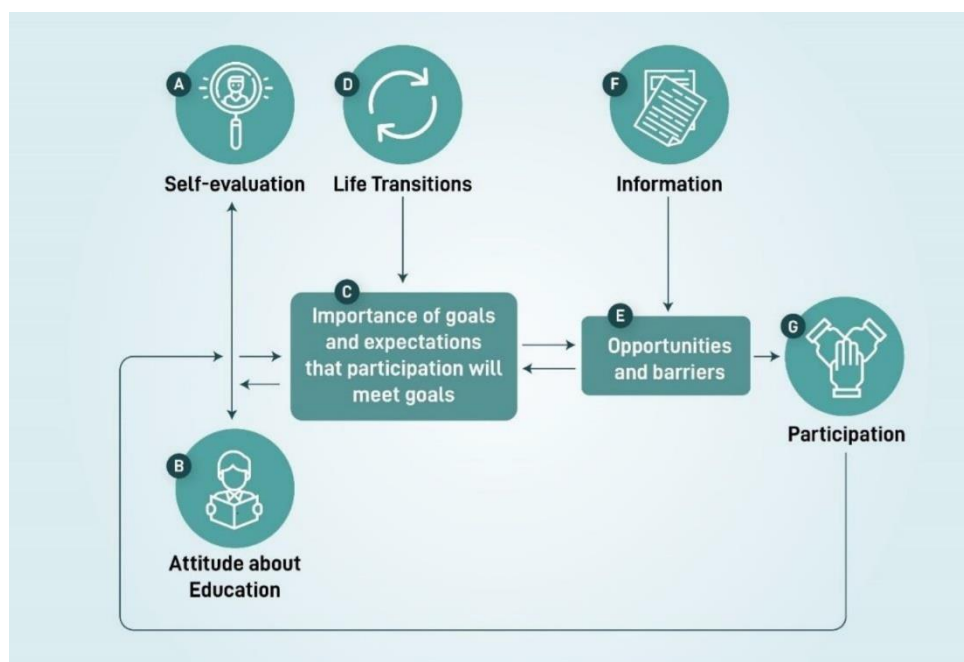 A
Self-evaluation
D
Life Transitions
F
Information
C
Importance of goals
and expectations
that participation will
meet goals
E
Opportunities
and barriers
G
Participation
B
Attitude about
Education